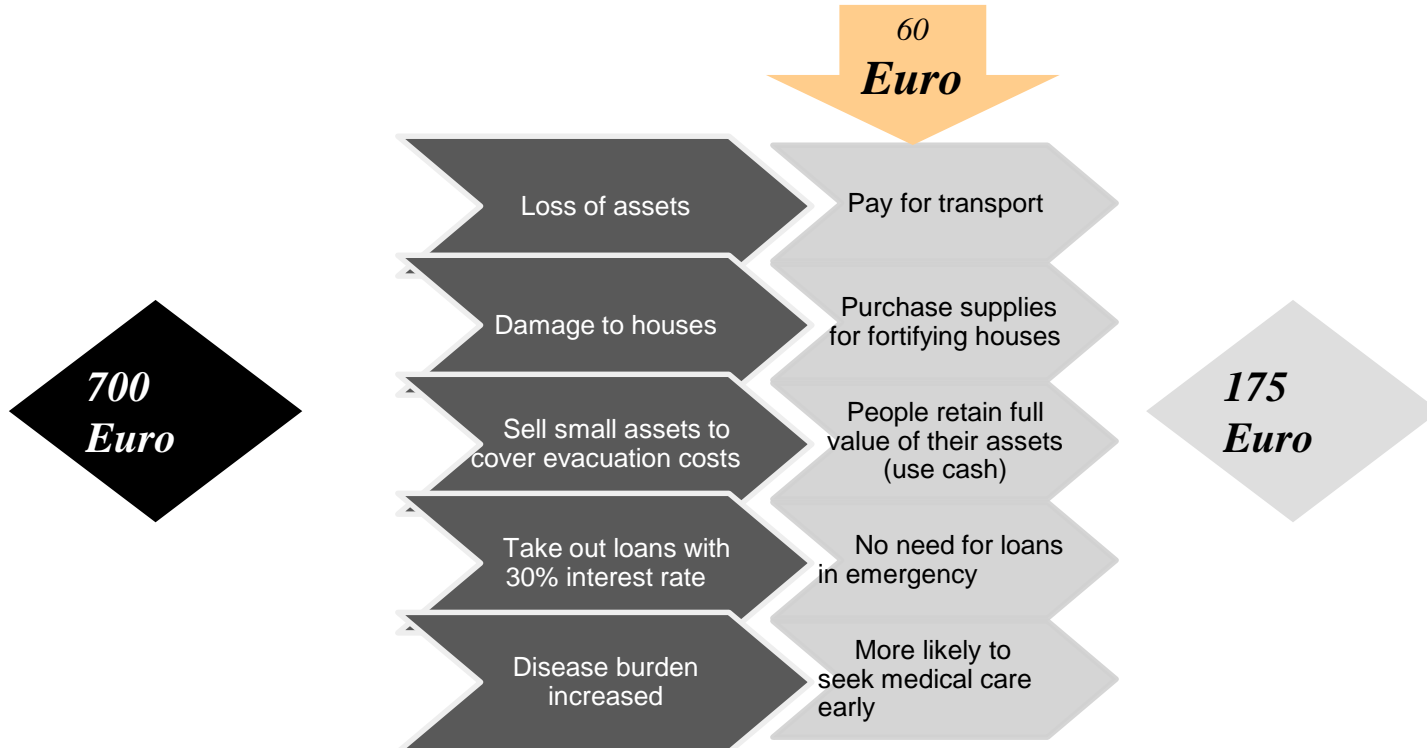 60
Euro
Loss of assets
Pay for transport
Damage to houses
Purchase supplies
for fortifying houses
700
Euro
Sell small assets to
cover evacuation costs
People retain full
value of their assets
(use cash)
175
Euro
Take out loans with
30% interest rate
No need for loans
in emergency
Disease burden
increased
More likely to
seek medical care
early